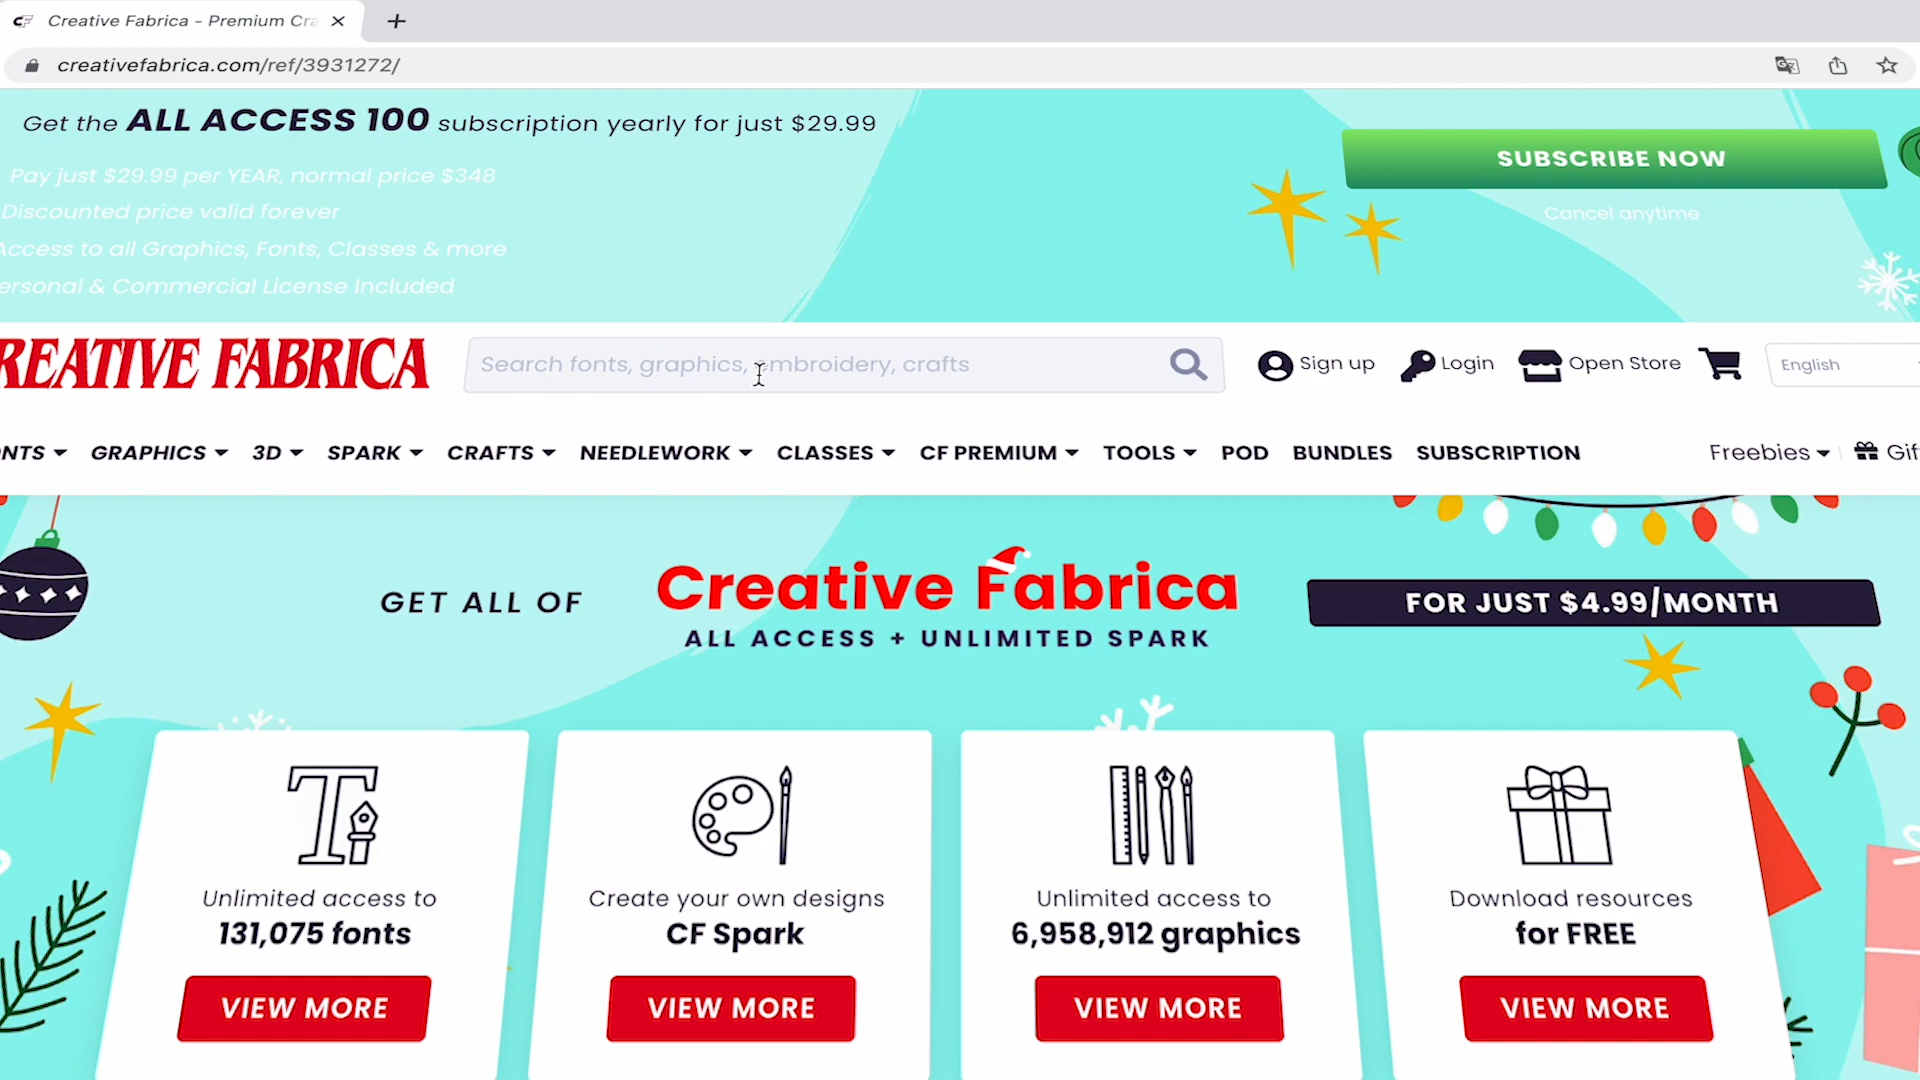 CF Creative Fabrica - Premium Cra
creativefabrica.com/ref/3931272/
Get the ALL ACCESS 100 subscription yearly for just $29.99
SUBSCRIBE NOW
Pay just $29.99 per YEAR, normal price $348
Discounted price valid forever
Cancel anytime
Access to all Graphics, Fonts, Classes & more
ersonal & Commercial License Included
REATIVE FABRICA
Search fonts, graphics, embroidery, crafts
Sign up
Login
Open Store
English
NTS GRAPHICS 3D SPARK CRAFTS NEEDLEWORK CLASSES CF PREMIUM TOOLS POD BUNDLES SUBSCRIPTION Freebies Gif
GET ALL OF
Creative Fabrica
ALL ACCESS + UNLIMITED SPARK
FOR JUST $4.99/MONTH
Unlimited access to
131,075 fonts
VIEW MORE
Create your own designs
CF Spark
VIEW MORE
Unlimited access to
6,958,912 graphics
VIEW MORE
Download resources
for FREE
VIEW MORE